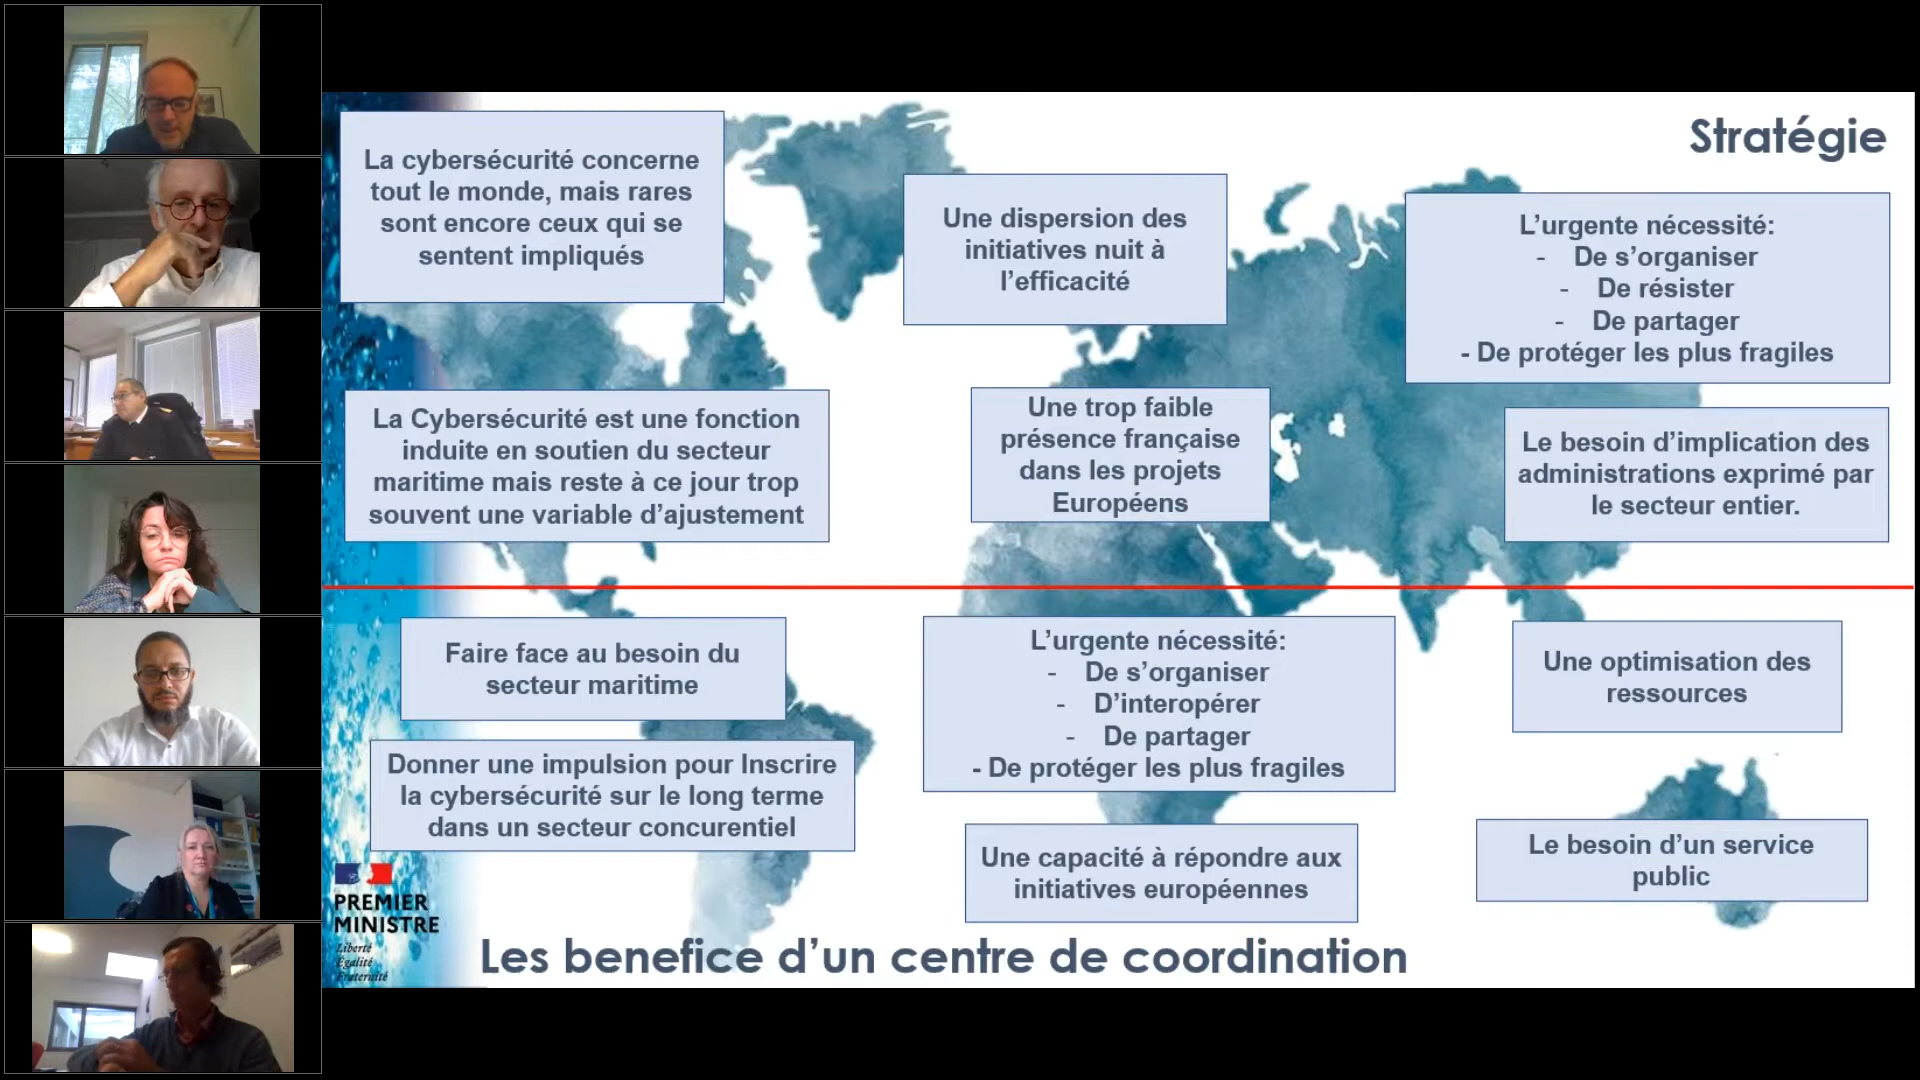 Stratégie
La cybersécurité concerne
tout le monde, mais rares
sont encore ceux qui se
sentent impliqués
Une dispersion des
initiatives nuit à
l’efficacité
L’urgente nécessité:
- De s’organiser
- De résister
- De partager
- De protéger les plus fragiles
La Cybersécurité est une fonction
induite en soutien du secteur
maritime mais reste à ce jour trop
souvent une variable d’ajustement
Une trop faible
présence française
dans les projets
Européens
Le besoin d’implication des
administrations exprimé par
le secteur entier.
Faire face au besoin du
secteur maritime
L’urgente nécessité:
- De s’organiser
- D’interopérer
- De partager
- De protéger les plus fragiles
Une optimisation des
ressources
Donner une impulsion pour Inscrire
la cybersécurité sur le long terme
dans un secteur concurentiel
Une capacité à répondre aux
initiatives européennes
Le besoin d’un service
public
PREMIER
MINISTRE
Liberté
Égalité
Fraternité
Les benefice d’un centre de coordination